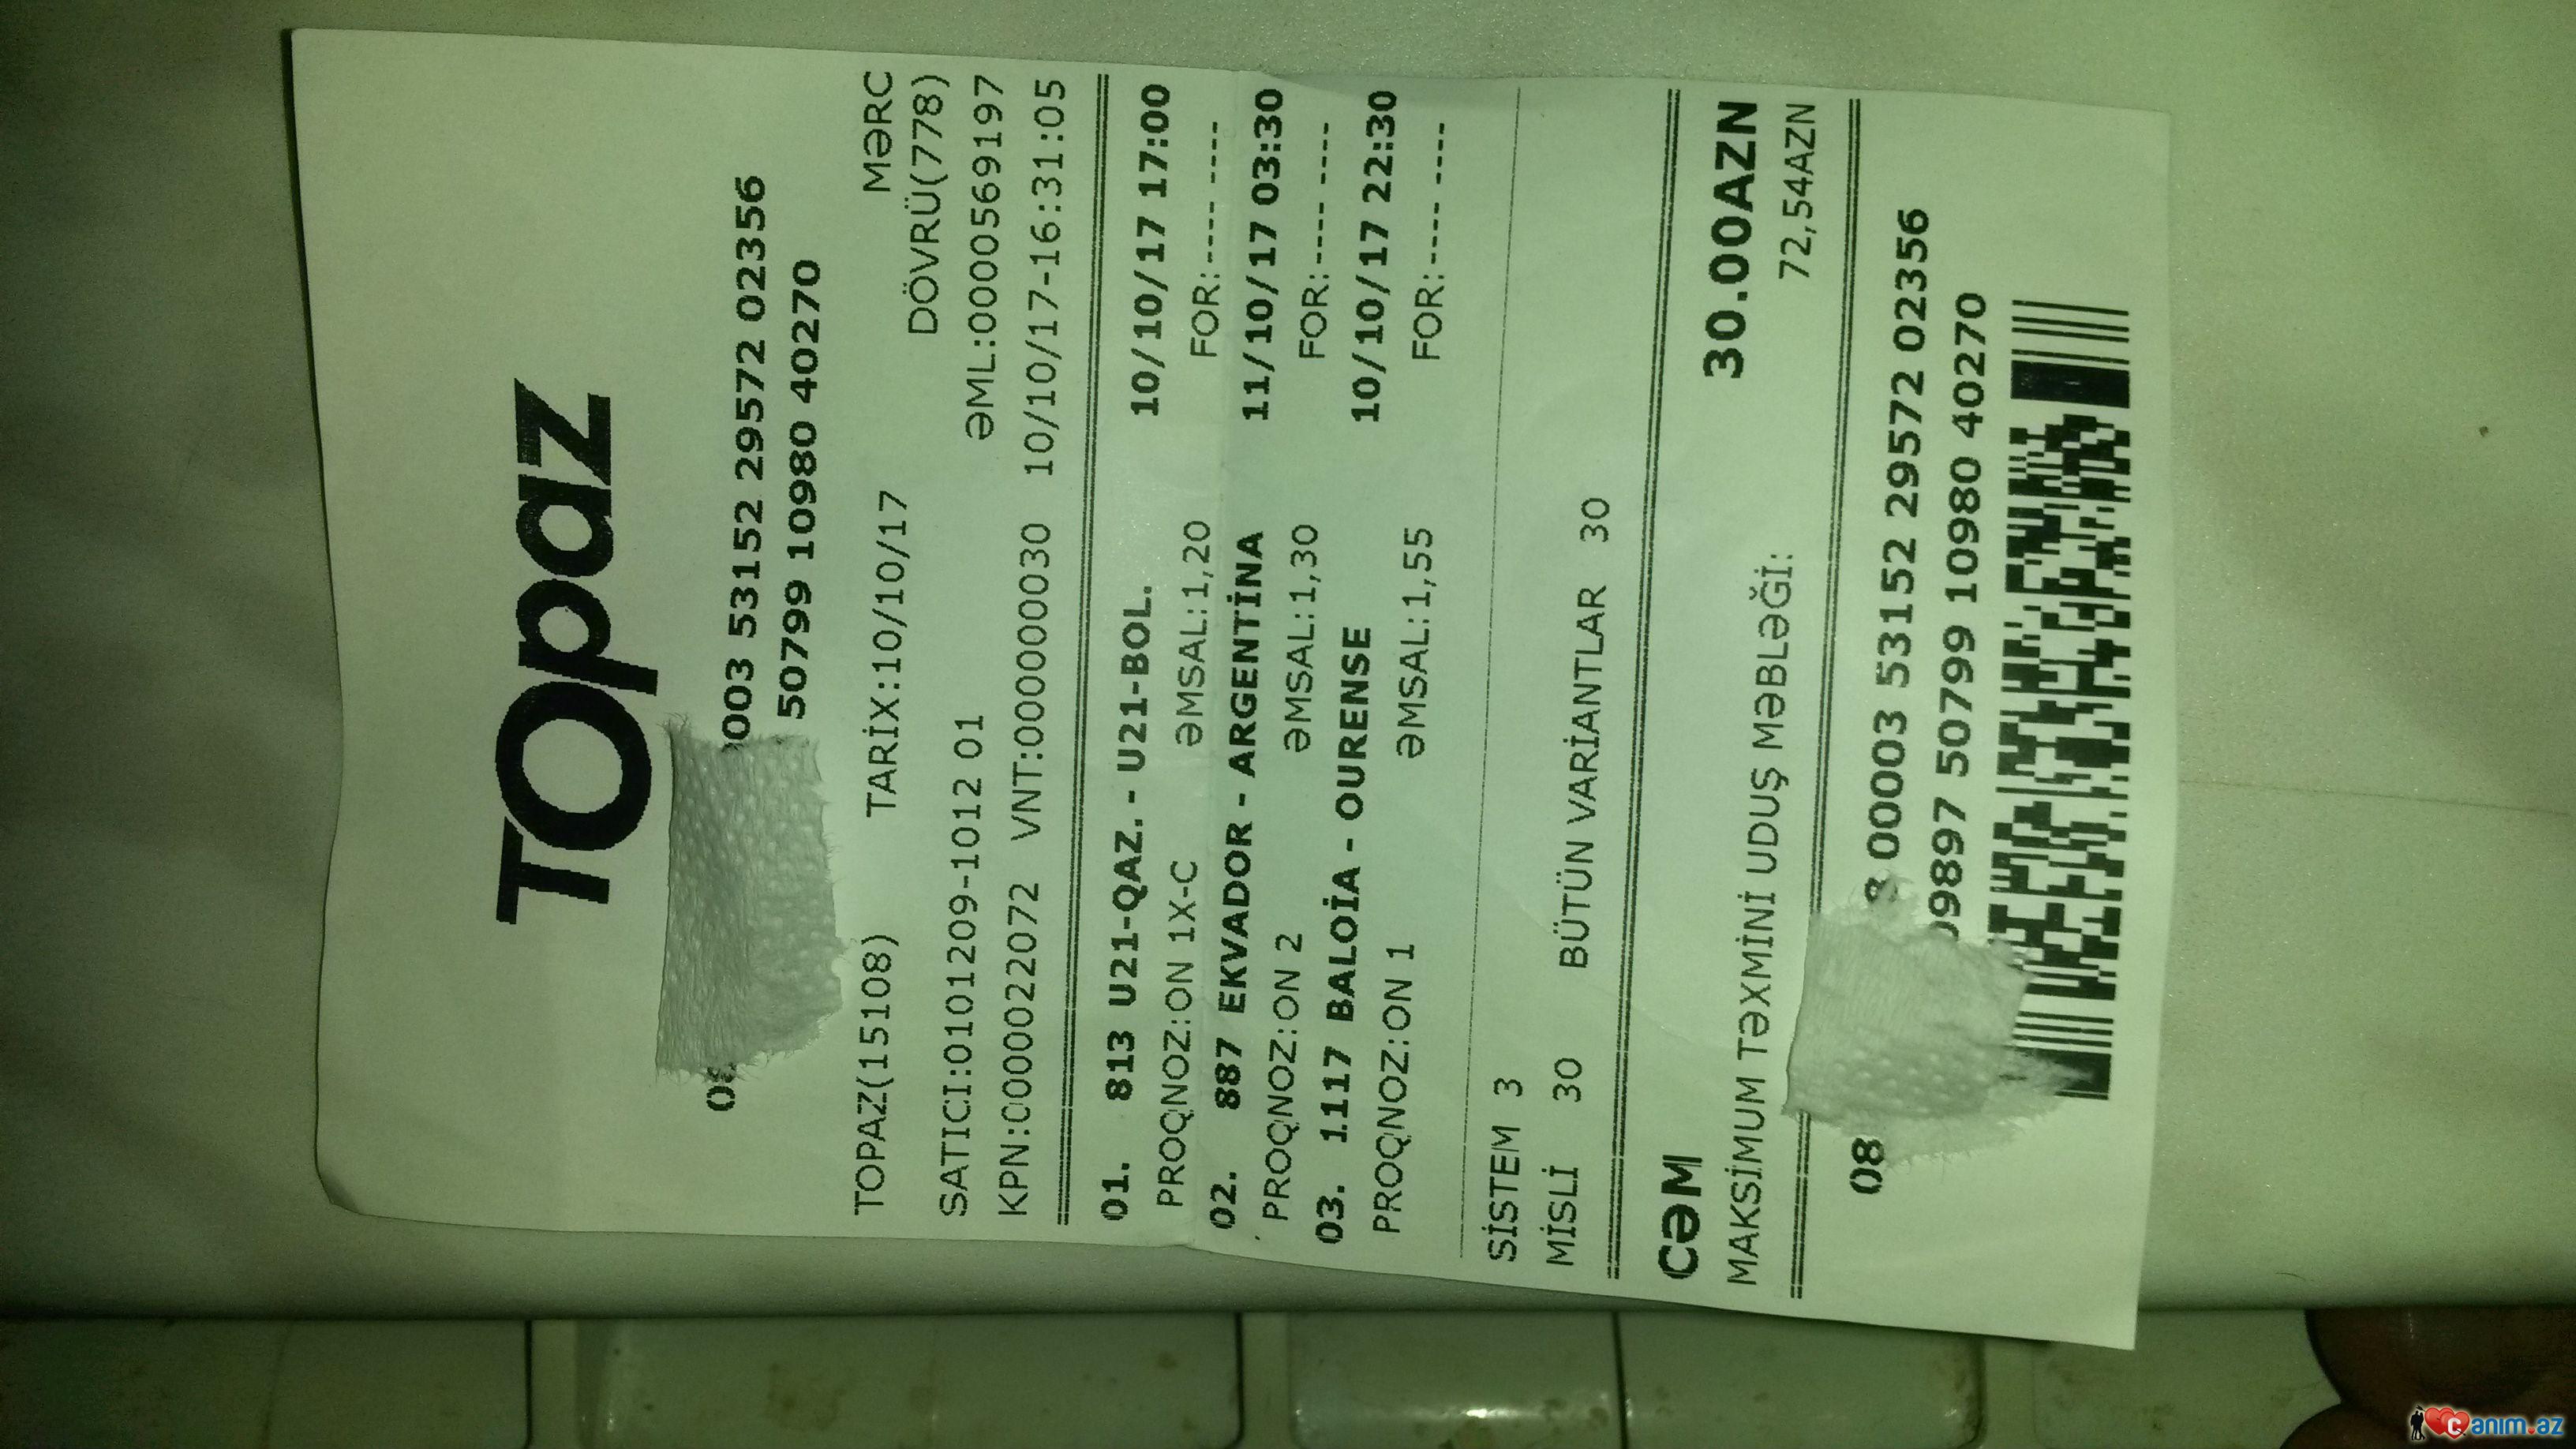 TOpaz
003 53152 29572 02356
50799 10980 40270
TOPAZ(15108) TARİX:10/10/17 MƏRC
DÖVRÜ(778)
SATICI:0101209-1012 01 ƏML:0000569197
KPN:0000222072 VNT:0000000030 10/10/17-16:31:05
01. 813 U21-QAZ. - U21-BOL. 10/10/17 17:00
PROQNOZ:ON 1X-C ƏMSAL:1,20 FOR:---- ----
02. 887 EKVADOR - ARGENTİNA 11/10/17 03:30
PROQNOZ:ON 2 ƏMSAL:1,30 FOR:---- ----
03. 1117 BALOİA - OURENSE 10/10/17 22:30
PROQNOZ:ON 1 ƏMSAL:1,55 FOR:---- ----
SİSTEM 3
MİSLİ 30 BÜTÜN VARİANTLAR 30
CƏM 30.00AZN
MAKSİMUM TƏXMİNİ UDUŞ MƏBLƏĞİ: 72,54AZN
08 00003 53152 29572 02356
09897 50799 10980 40270
Canim.az